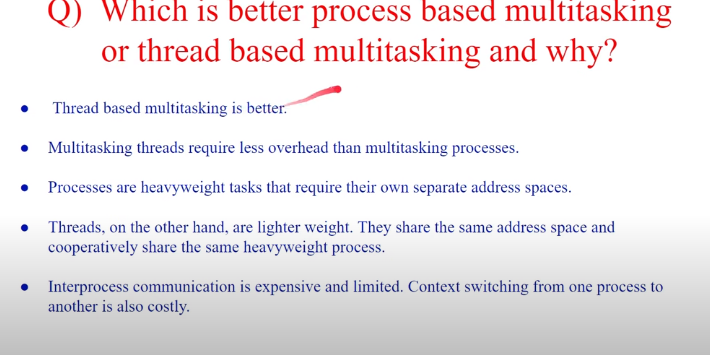 Q) Which is better process based multitasking
or thread based multitasking and why?
• Thread based multitasking is better.
• Multitasking threads require less overhead than multitasking processes.
• Processes are heavyweight tasks that require their own separate address spaces.
• Threads, on the other hand, are lighter weight. They share the same address space and
cooperatively share the same heavyweight process.
• Interprocess communication is expensive and limited. Context switching from one process to
another is also costly.